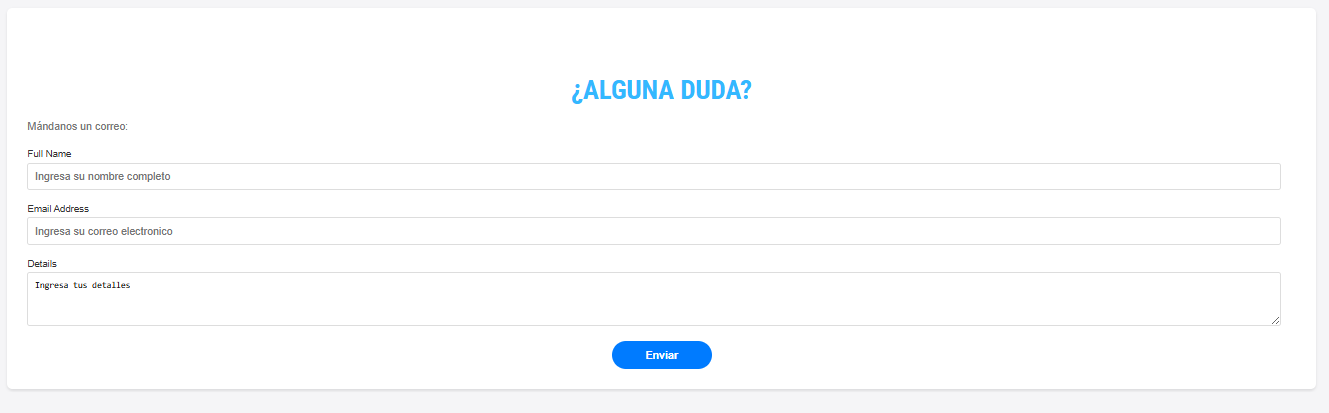 ¿ALGUNA DUDA?
Mándanos un correo:
Full Name
Ingresa su nombre completo
Email Address
Ingresa su correo electronico
Details
Ingresa tus detalles
Enviar